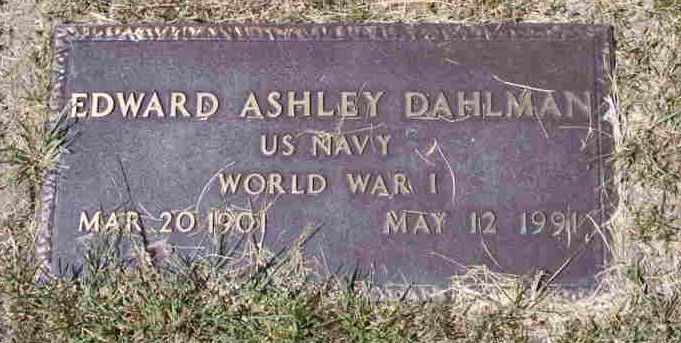 EDWARD ASHLEY DAHLMAN
US NAVY
WORLD WAR I
MAR 20 1901 MAY 12 1991